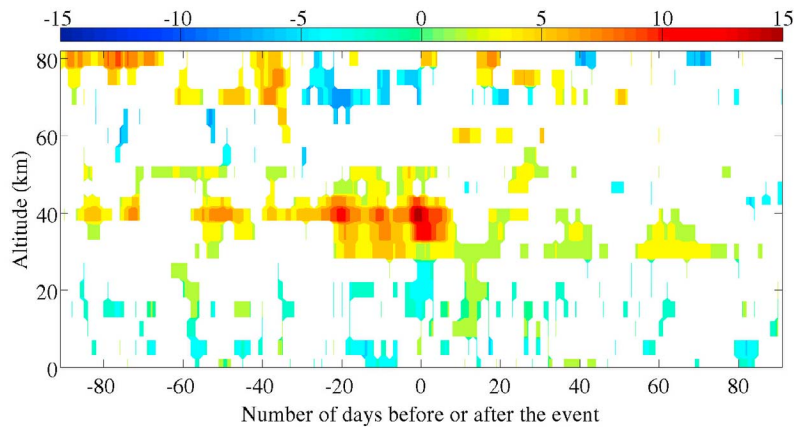 -15 -10 -5 0 5 10 15
80
60
40
20
0
Altitude (km)
-80 -60 -40 -20 0 20 40 60 80
Number of days before or after the event